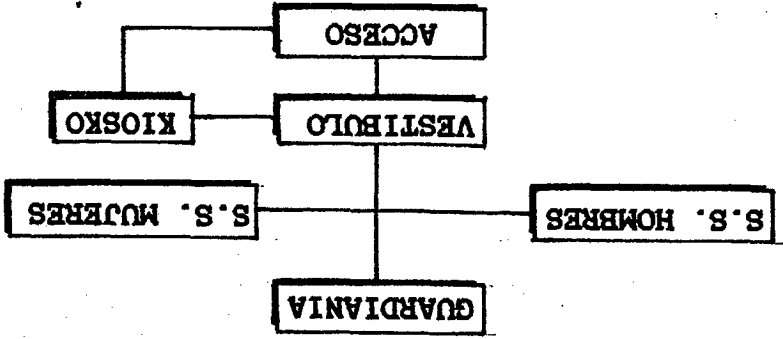 GUARDIANIA
S.S. HOMBRES
S.S. MUJERES
VESTIBULO
KIOSKO
ACCESO